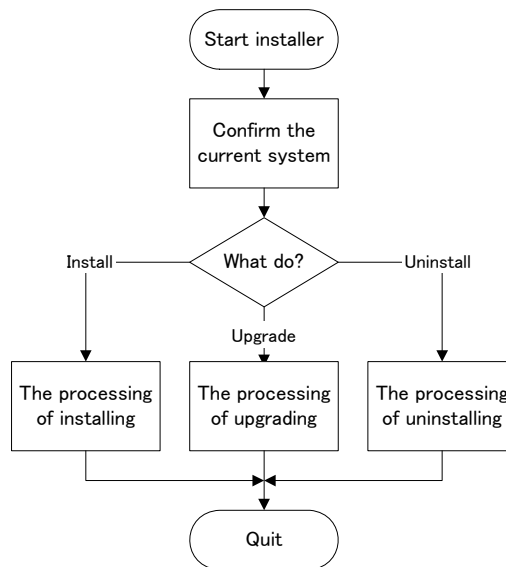 Start installer
Confirm the
current system
What do?
Install
Uninstall
Upgrade
The processing
of installing
The processing
of upgrading
The processing
of uninstalling
Quit